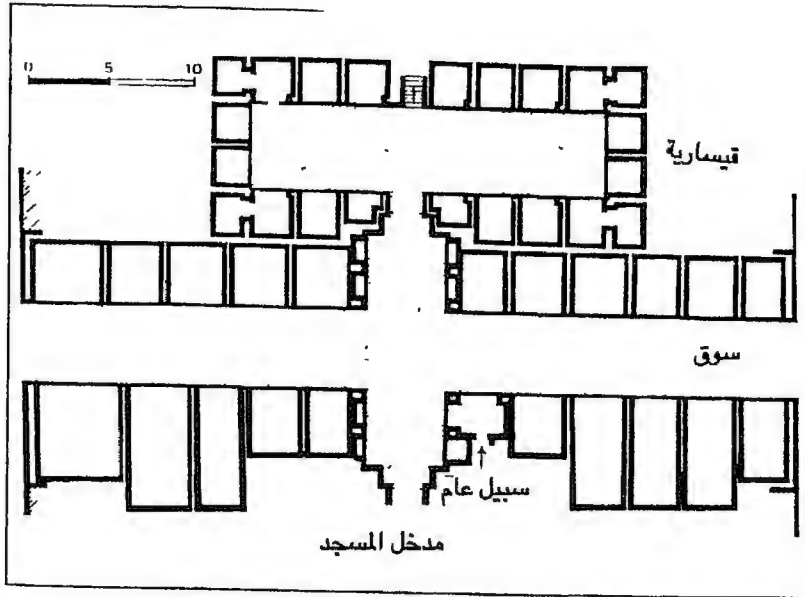 0 5 10
قيسارية
سوق
سبيل عام
مدخل المسجد